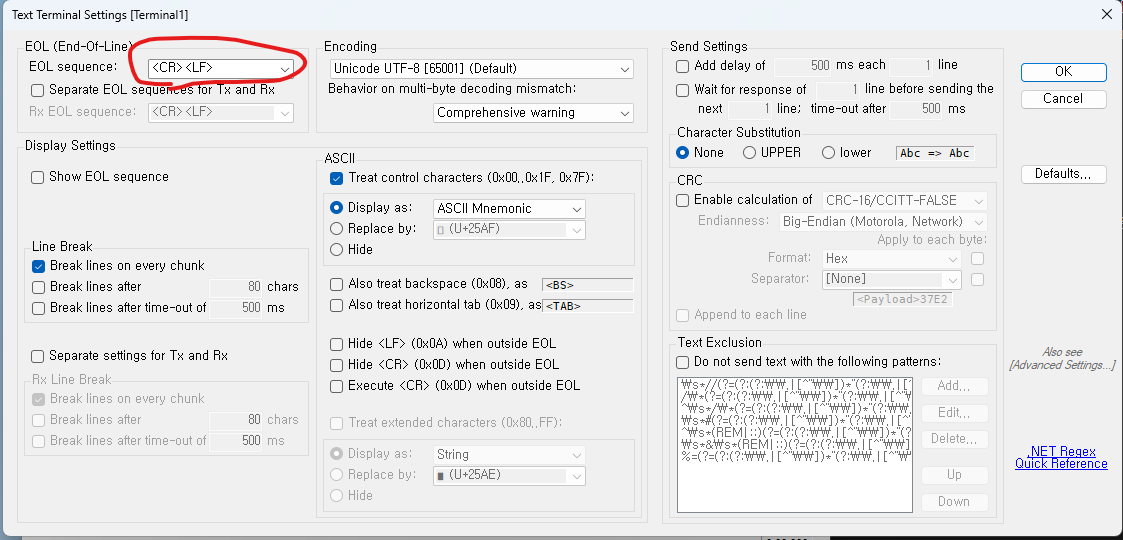 Text Terminal Settings [Terminal1]
EOL (End-Of-Line)
EOL sequence: <CR><LF>
Separate EOL sequences for Tx and Rx
Rx EOL sequence: <CR><LF>
Encoding
Unicode UTF-8 [65001] (Default)
Behavior on multi-byte decoding mismatch:
Comprehensive warning
Display Settings
Show EOL sequence
Line Break
Break lines on every chunk
Break lines after 80 chars
Break lines after time-out of 500 ms
Separate settings for Tx and Rx
Rx Line Break
Break lines on every chunk
Break lines after 80 chars
Break lines after time-out of 500 ms
ASCII
Treat control characters (0x00..0x1F, 0x7F):
Display as: ASCII Mnemonic
Replace by: ▯ (U+25AF)
Hide
Also treat backspace (0x08), as <BS>
Also treat horizontal tab (0x09), as <TAB>
Hide <LF> (0x0A) when outside EOL
Hide <CR> (0x0D) when outside EOL
Execute <CR> (0x0D) when outside EOL
Treat extended characters (0x80..FF):
Display as: String
Replace by: ▮ (U+25AE)
Hide
Send Settings
Add delay of 500 ms each 1 line
Wait for response of 1 line before sending the
next 1 line; time-out after 500 ms
Character Substitution
None UPPER lower Abc => Abc
CRC
Enable calculation of CRC-16/CCITT-FALSE
Endianness: Big-Endian (Motorola, Network)
Apply to each byte:
Format: Hex
Separator: [None]
<Payload>37E2
Append to each line
Text Exclusion
Do not send text with the following patterns:
₩s*//(?=(?:(?:₩₩.|[^"₩₩])*"(?:₩₩.|[
/₩*(?=(?:(?:₩₩.|[^"₩₩])*"(?:₩₩.|[^"₩
^₩s*/₩*(?=(?:(?:₩₩.|[^"₩₩])*"(?:₩₩.
₩s*#(?=(?:(?:₩₩.|[^"₩₩])*"(?:₩₩.|[^
^₩s*(REM|::)(?=(?:(?:₩₩.|[^"₩₩])*"(?
₩s*&₩s*(REM|::)(?=(?:(?:₩₩.|[^"₩₩]
%=(?=(?:(?:₩₩.|[^"₩₩])*"(?:₩₩.|[^"₩
Add...
Edit...
Delete...
Up
Down
OK
Cancel
Defaults...
Also see
[Advanced Settings...]
.NET Regex
Quick Reference